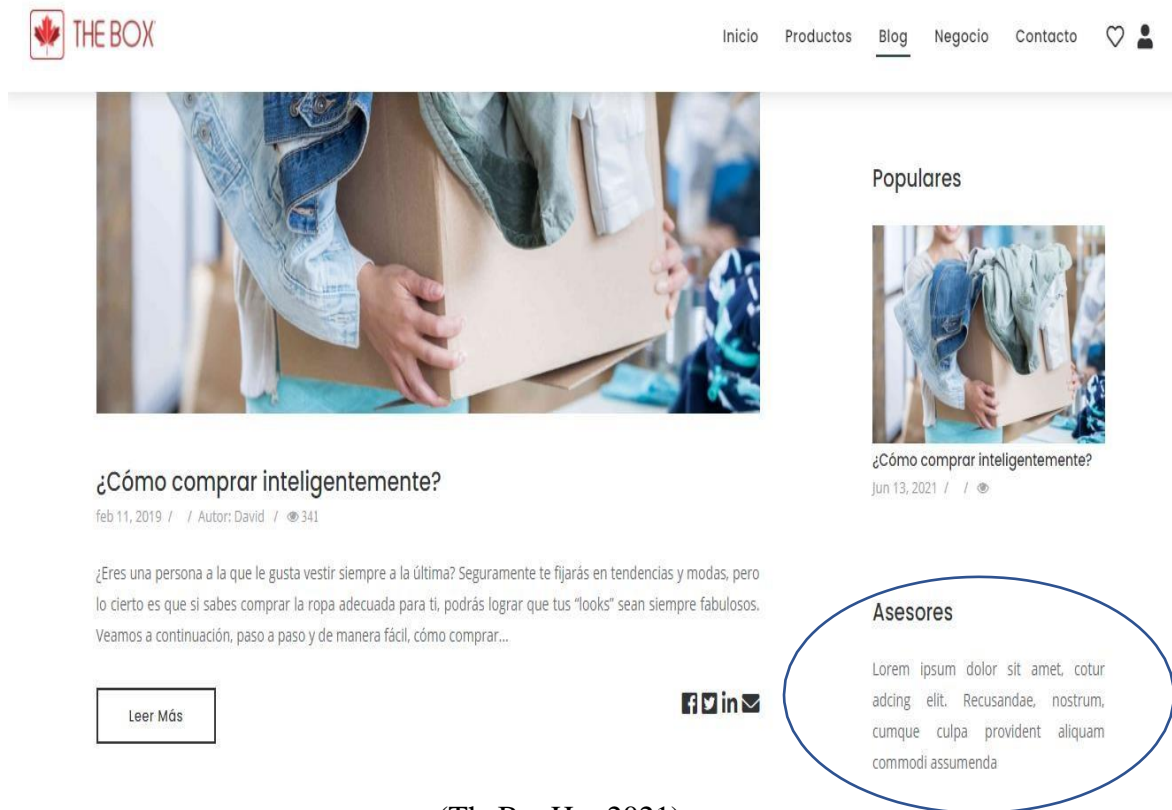 THE BOX
Inicio Productos Blog Negocio Contacto
¿Cómo comprar inteligentemente?
feb 11, 2019 / / Autor: David / 341
¿Eres una persona a la que le gusta vestir siempre a la última? Seguramente te fijarás en tendencias y modas, pero
lo cierto es que si sabes comprar la ropa adecuada para ti, podrás lograr que tus “looks” sean siempre fabulosos.
Veamos a continuación, paso a paso y de manera fácil, cómo comprar...
Leer Más
Populares
¿Cómo comprar inteligentemente?
Jun 13, 2021 / /
Asesores
Lorem ipsum dolor sit amet, cotur
adcing elit. Recusandae, nostrum,
cumque culpa provident aliquam
commodi assumenda